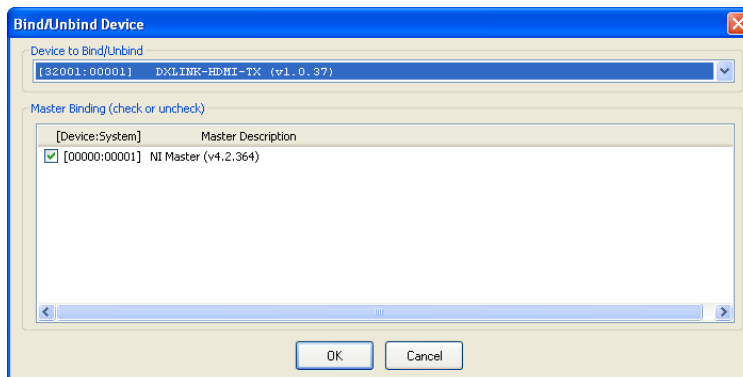 Bind/Unbind Device
Device to Bind/Unbind
[32001:00001] DXLINK-HDMI-TX (v1.0.37)
Master Binding (check or uncheck)
[Device:System] Master Description
[00000:00001] NI Master (v4.2.364)
OK Cancel